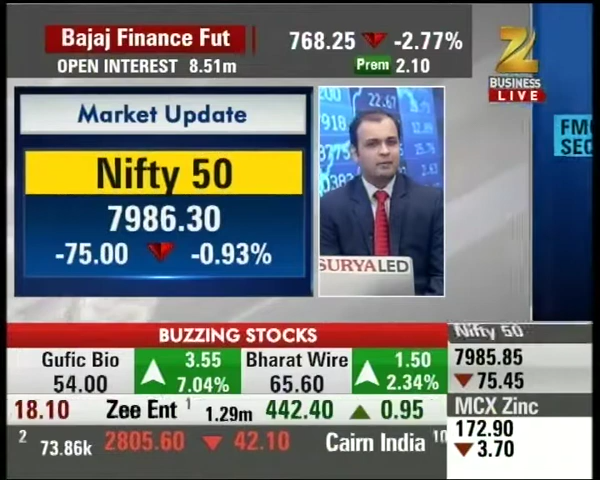 Bajaj Finance Fut 768.25 -2.77%
OPEN INTEREST 8.51m Prem 2.10
Z
BUSINESS
LIVE
Market Update
Nifty 50
7986.30
-75.00 -0.93%
22.67
SURYA LED
FM
SEC
BUZZING STOCKS
Gufic Bio 3.55 Bharat Wire 1.50
54.00 7.04% 65.60 2.34%
18.10 Zee Ent 1 1.29m 442.40 0.95
2 73.86k 2805.60 42.10 Cairn India 10
Nifty 50
7985.85
75.45
MCX Zinc
172.90
3.70